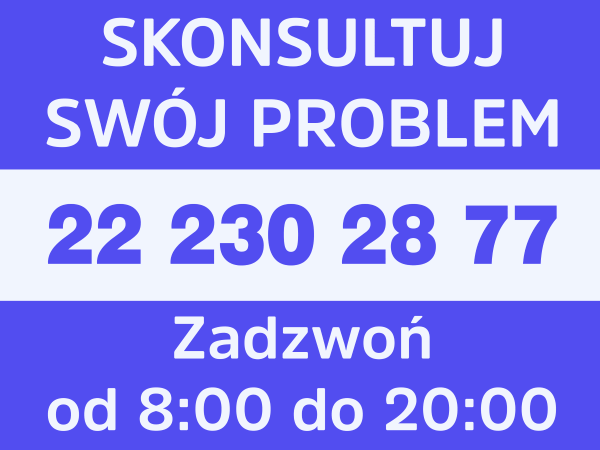 SKONSULTUJ
SWÓJ PROBLEM
22 230 28 77
Zadzwoń
od 8:00 do 20:00